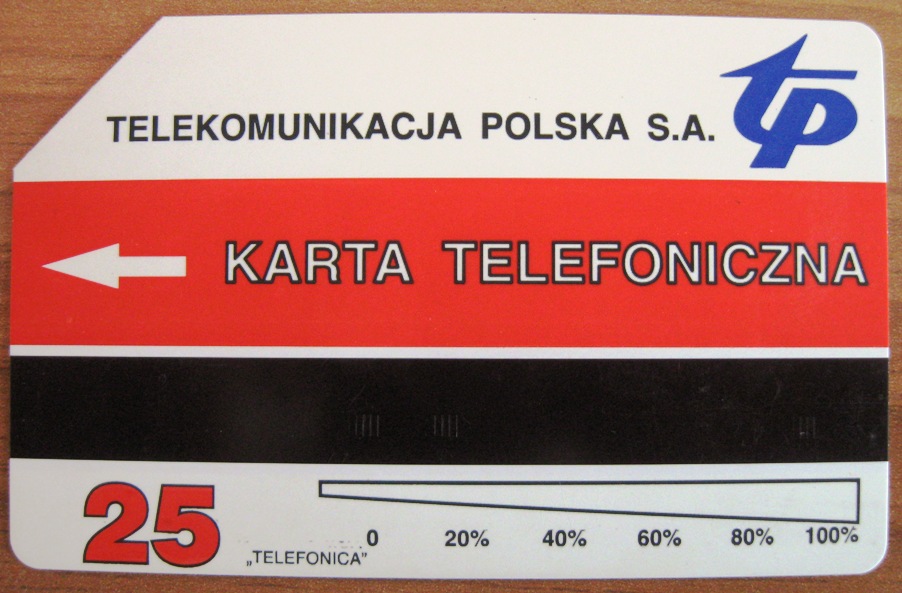 TELEKOMUNIKACJA POLSKA S.A.
tp
KARTA TELEFONICZNA
25
„TELEFONICA”
0 20% 40% 60% 80% 100%